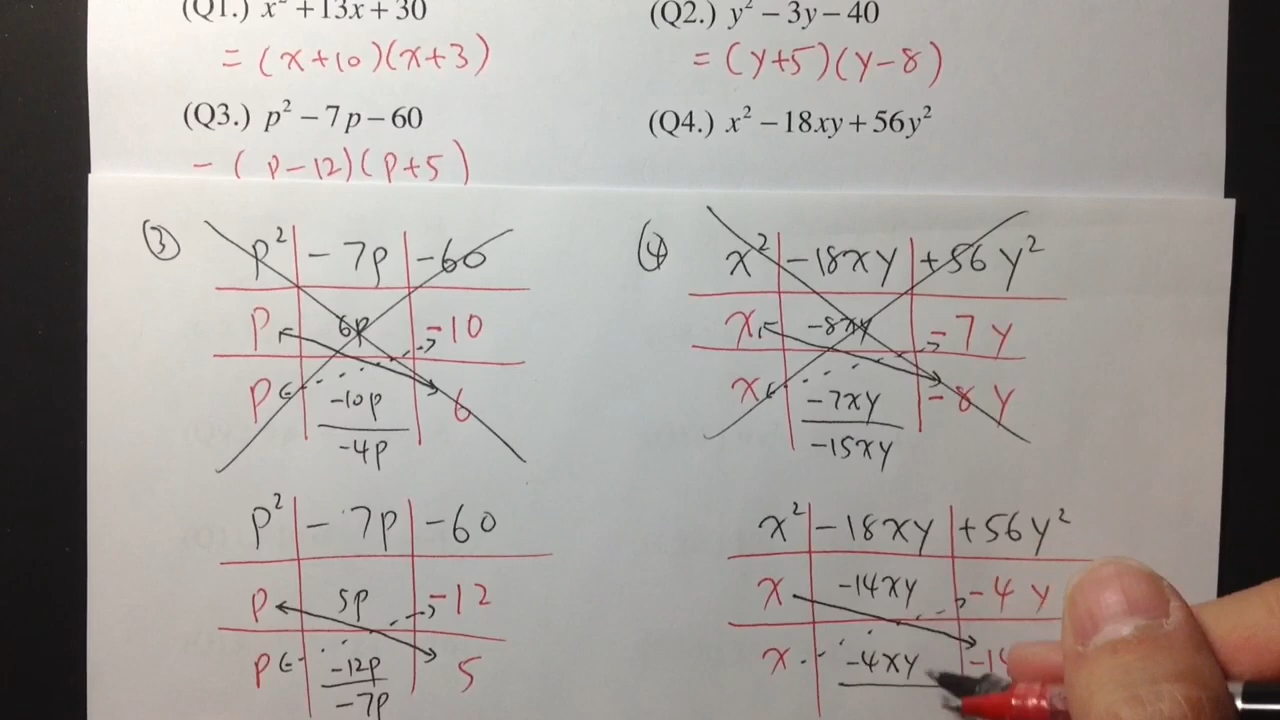 (Q1.) x² + 13x + 30
= (x+10)(x+3)
(Q2.) y² − 3y − 40
= (y+5)(y−8)
(Q3.) p² − 7p − 60
− (p−12)(p+5)
(Q4.) x² − 18xy + 56y²
③ p² − 7p −60
p 6p −10
p −10p 6
−4p
④ x² −18xy +56y²
x −8xy −7y
x −7xy −8y
−15xy
p² − 7p −60
p 5p −12
p −12p 5
−7p
x² −18xy +56y²
x −14xy −4y
x −4xy